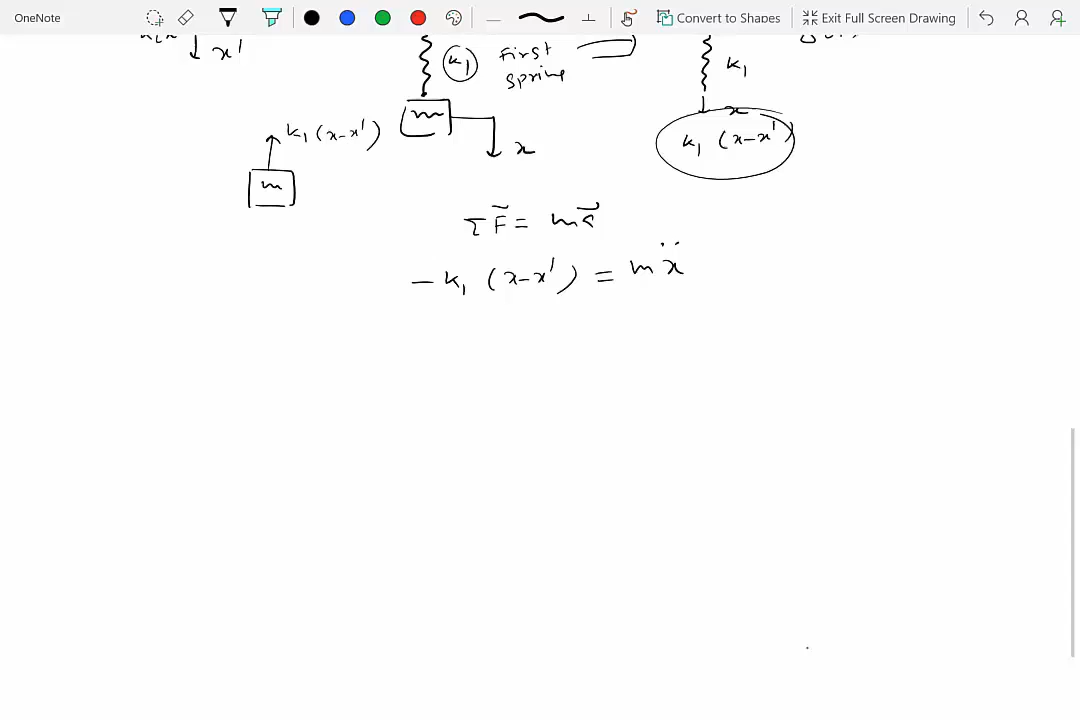 OneNote
Convert to Shapes
Exit Full Screen Drawing
x'
k₁
First
spring
k₁
m
x
k₁ (x-x')
m
x
k₁ (x-x')
ΣF⃗ = ma⃗
- k₁ (x-x') = mẍ